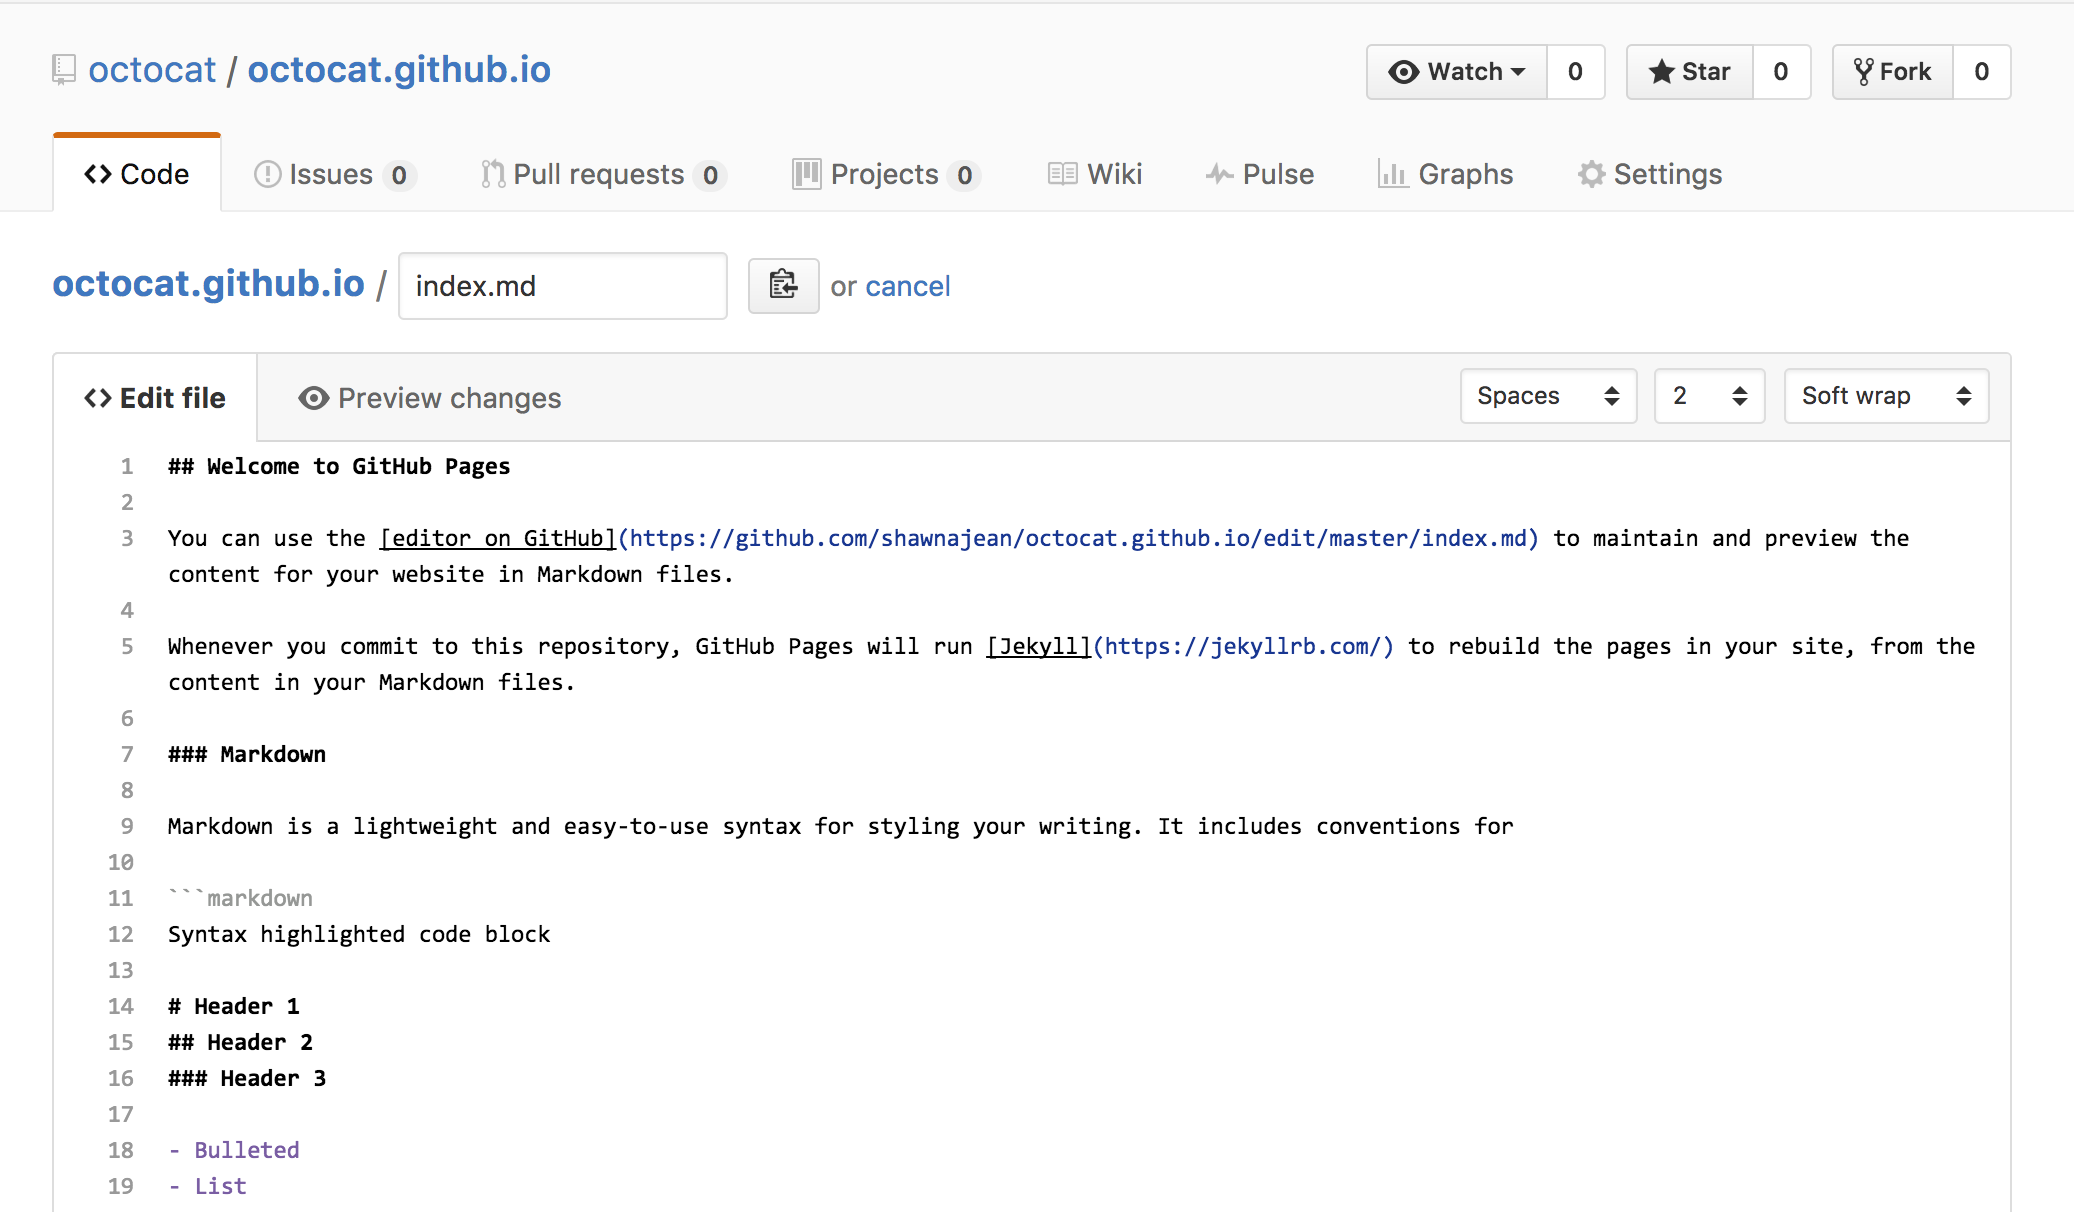 octocat / octocat.github.io
Watch 0 Star 0 Fork 0
Code Issues 0 Pull requests 0 Projects 0 Wiki Pulse Graphs Settings
octocat.github.io / index.md or cancel
Edit file Preview changes Spaces 2 Soft wrap
1 ## Welcome to GitHub Pages
2
3 You can use the [editor on GitHub](https://github.com/shawnajean/octocat.github.io/edit/master/index.md) to maintain and preview the
content for your website in Markdown files.
4
5 Whenever you commit to this repository, GitHub Pages will run [Jekyll](https://jekyllrb.com/) to rebuild the pages in your site, from the
content in your Markdown files.
6
7 ### Markdown
8
9 Markdown is a lightweight and easy-to-use syntax for styling your writing. It includes conventions for
10
11 ```markdown
12 Syntax highlighted code block
13
14 # Header 1
15 ## Header 2
16 ### Header 3
17
18 - Bulleted
19 - List